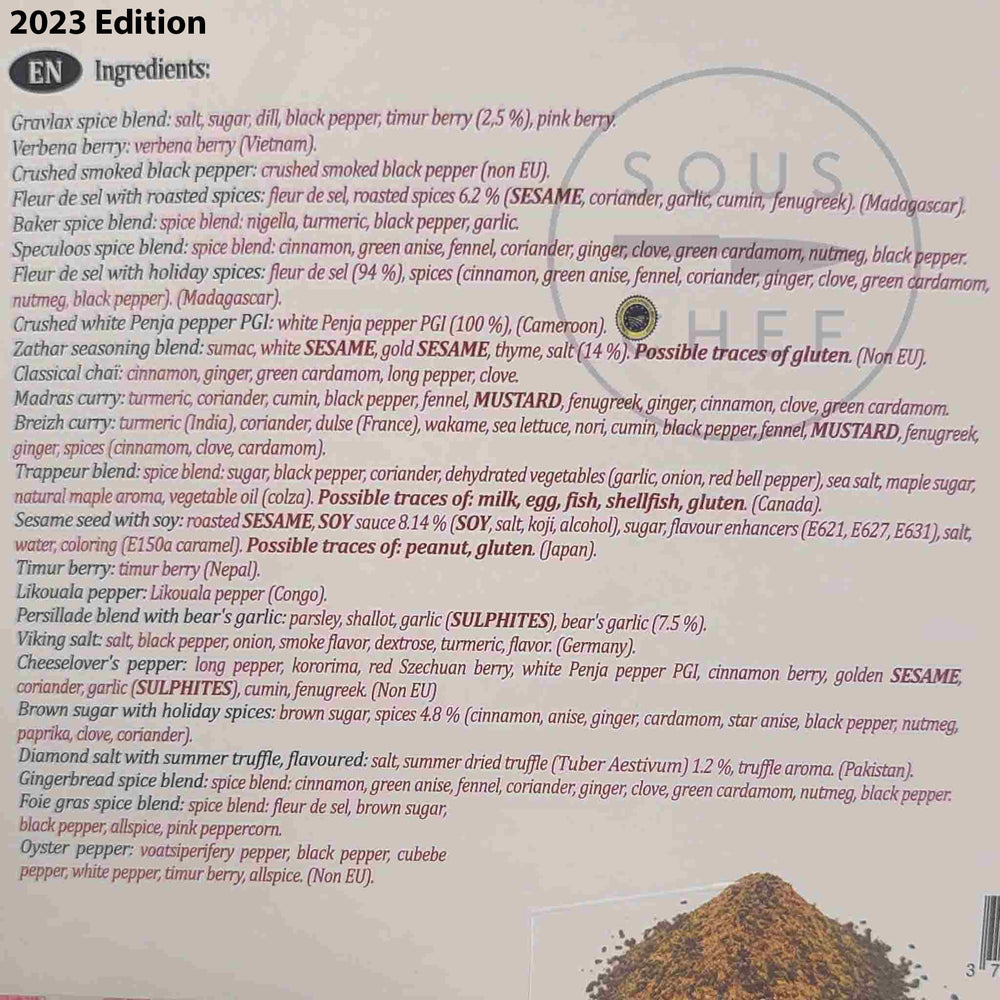 2023 Edition
EN Ingredients:
Gravlax spice blend: salt, sugar, dill, black pepper, timur berry (2,5 %), pink berry.
Verbena berry: verbena berry (Vietnam).
Crushed smoked black pepper: crushed smoked black pepper (non EU).
Fleur de sel with roasted spices: fleur de sel, roasted spices 6.2 % (SESAME, coriander, garlic, cumin, fenugreek). (Madagascar).
Baker spice blend: spice blend: nigella, turmeric, black pepper, garlic.
Speculoos spice blend: spice blend: cinnamon, green anise, fennel, coriander, ginger, clove, green cardamom, nutmeg, black pepper.
Fleur de sel with holiday spices: fleur de sel (94 %), spices (cinnamon, green anise, fennel, coriander, ginger, clove, green cardamom,
nutmeg, black pepper). (Madagascar).
Crushed white Penja pepper PGI: white Penja pepper PGI (100 %), (Cameroon).
Zathar seasoning blend: sumac, white SESAME, gold SESAME, thyme, salt (14 %). Possible traces of gluten. (Non EU).
Classical chaï: cinnamon, ginger, green cardamom, long pepper, clove.
Madras curry: turmeric, coriander, cumin, black pepper, fennel, MUSTARD, fenugreek, ginger, cinnamon, clove, green cardamom.
Breizh curry: turmeric (India), coriander, dulse (France), wakame, sea lettuce, nori, cumin, black pepper, fennel, MUSTARD, fenugreek,
ginger, spices (cinnamom, clove, cardamom).
Trappeur blend: spice blend: sugar, black pepper, coriander, dehydrated vegetables (garlic, onion, red bell pepper), sea salt, maple sugar,
natural maple aroma, vegetable oil (colza). Possible traces of: milk, egg, fish, shellfish, gluten. (Canada).
Sesame seed with soy: roasted SESAME, SOY sauce 8.14 % (SOY, salt, koji, alcohol), sugar, flavour enhancers (E621, E627, E631), salt,
water, coloring (E150a caramel). Possible traces of: peanut, gluten. (Japan).
Timur berry: timur berry (Nepal).
Likouala pepper: Likouala pepper (Congo).
Persillade blend with bear's garlic: parsley, shallot, garlic (SULPHITES), bear's garlic (7.5 %).
Viking salt: salt, black pepper, onion, smoke flavor, dextrose, turmeric, flavor. (Germany).
Cheeselover's pepper: long pepper, kororima, red Szechuan berry, white Penja pepper PGI, cinnamon berry, golden SESAME,
coriander, garlic (SULPHITES), cumin, fenugreek. (Non EU)
Brown sugar with holiday spices: brown sugar, spices 4.8 % (cinnamon, anise, ginger, cardamom, star anise, black pepper, nutmeg,
paprika, clove, coriander).
Diamond salt with summer truffle, flavoured: salt, summer dried truffle (Tuber Aestivum) 1.2 %, truffle aroma. (Pakistan).
Gingerbread spice blend: spice blend: cinnamon, green anise, fennel, coriander, ginger, clove, green cardamom, nutmeg, black pepper.
Foie gras spice blend: spice blend: fleur de sel, brown sugar,
black pepper, allspice, pink peppercorn.
Oyster pepper: voatsiperifery pepper, black pepper, cubebe
pepper, white pepper, timur berry, allspice. (Non EU).
SOUS
CHEF
3 7